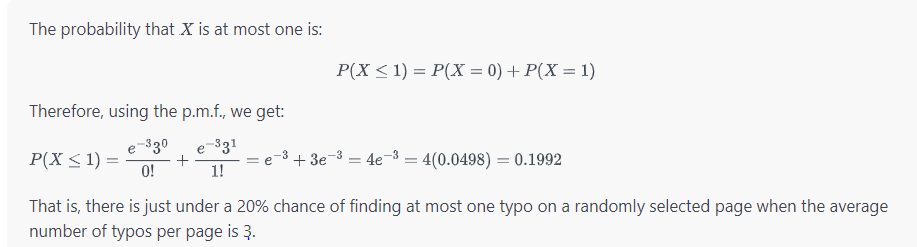 The probability that X is at most one is:
P(X ≤ 1) = P(X = 0) + P(X = 1)
Therefore, using the p.m.f., we get:
P(X ≤ 1) = \frac{e^{-3}3^0}{0!} + \frac{e^{-3}3^1}{1!} = e^{-3} + 3e^{-3} = 4e^{-3} = 4(0.0498) = 0.1992
That is, there is just under a 20% chance of finding at most one typo on a randomly selected page when the average
number of typos per page is 3.